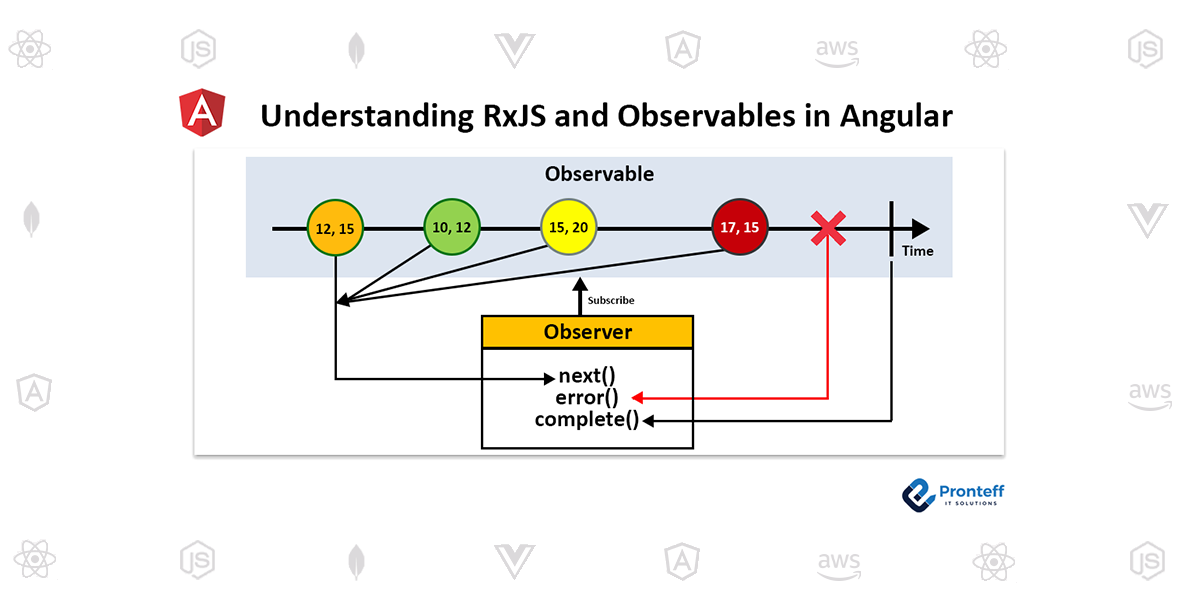 JS
aws
JS
A
Understanding RxJS and Observables in Angular
Observable
12, 15
10, 12
15, 20
17, 15
Time
Subscribe
Observer
next()
error()
complete()
aws
Pronteff
IT SOLUTIONS
JS
aws
JS